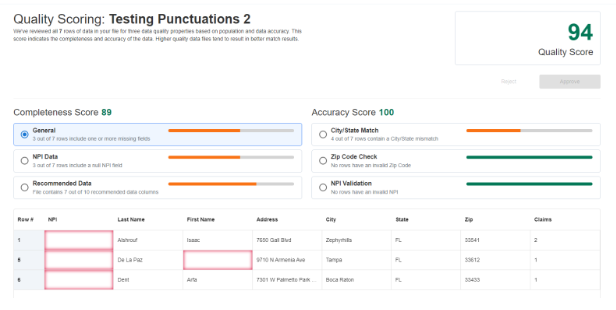 Quality Scoring: Testing Punctuations 2
We've reviewed all 7 rows of data in your file for three data quality properties based on population and data accuracy. This
score indicates the completeness and accuracy of the data. Higher quality data files tend to result in better match results.
94
Quality Score
Reject
Approve
Completeness Score 89
Accuracy Score 100
General
3 out of 7 rows include one or more missing fields
City/State Match
4 out of 7 rows contain a City/State mismatch
NPI Data
3 out of 7 rows include a null NPI field
Zip Code Check
No rows have an invalid Zip Code
Recommended Data
File contains 7 out of 10 recommended data columns
NPI Validation
No rows have an invalid NPI
Row # NPI Last Name First Name Address City State Zip Claims
1 Isaac 7650 Gall Blvd Zephyrhills FL 33541 2
5 De La Paz 9710 N Armenia Ave Tampa FL 33612 1
6 Dent Arfa 7301 W Palmetto Park ... Boca Raton FL 33433 1